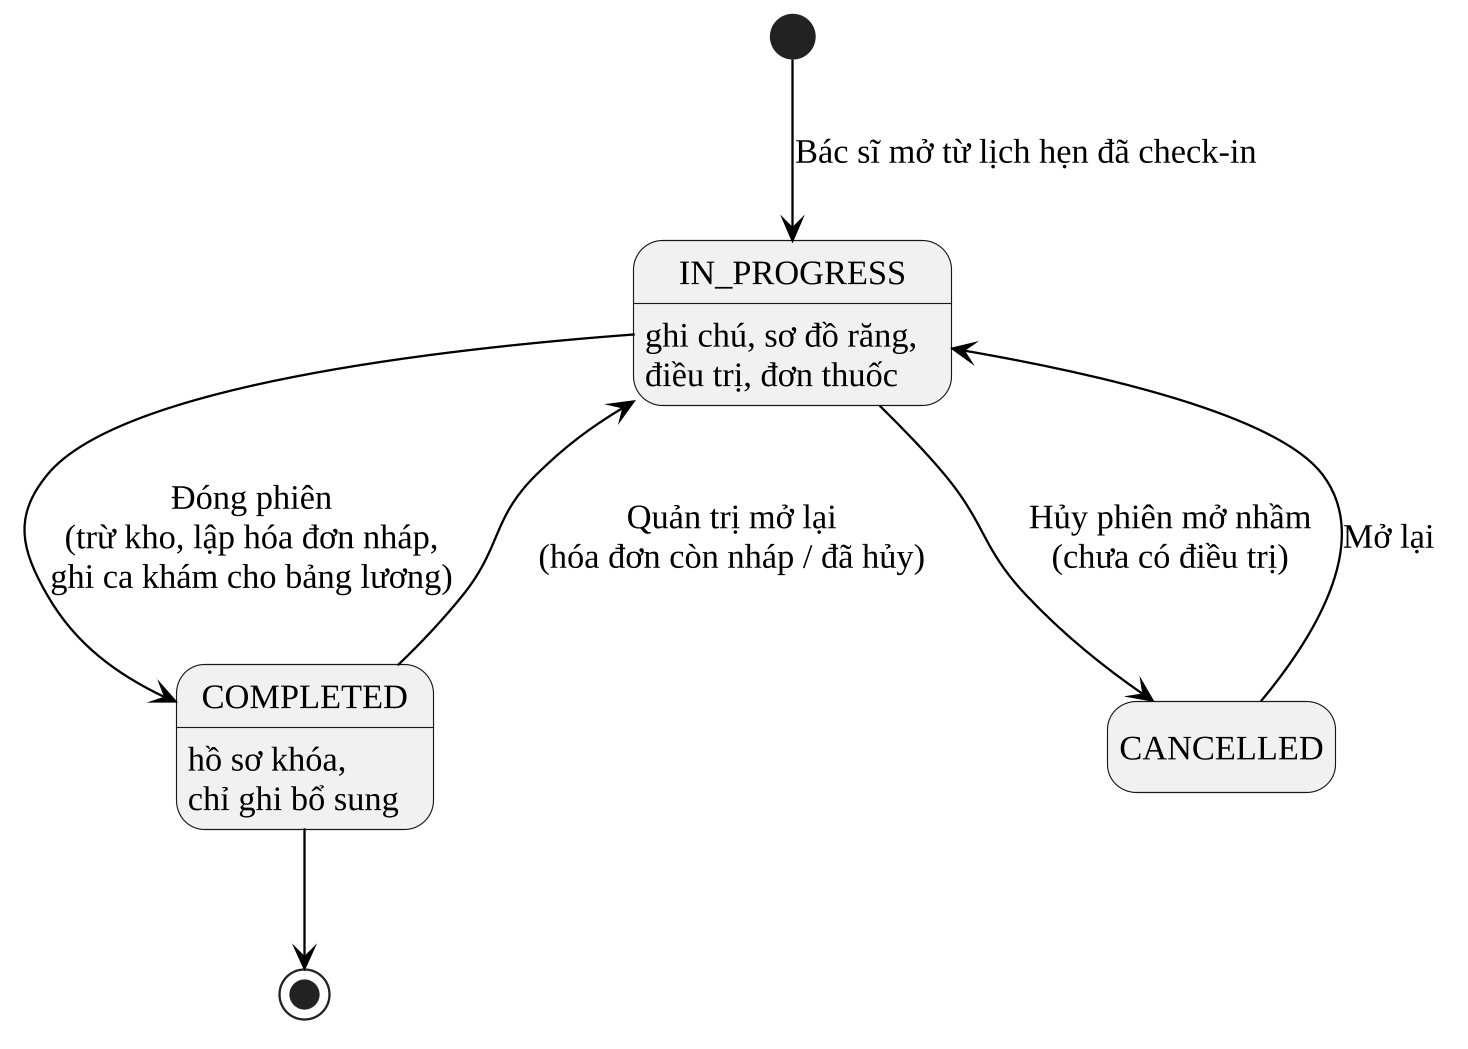 Bác sĩ mở từ lịch hẹn đã check-in
IN_PROGRESS
ghi chú, sơ đồ răng,
điều trị, đơn thuốc
Đóng phiên
(trừ kho, lập hóa đơn nháp,
ghi ca khám cho bảng lương)
Quản trị mở lại
(hóa đơn còn nháp / đã hủy)
Hủy phiên mở nhầm
(chưa có điều trị)
Mở lại
COMPLETED
hồ sơ khóa,
chỉ ghi bổ sung
CANCELLED